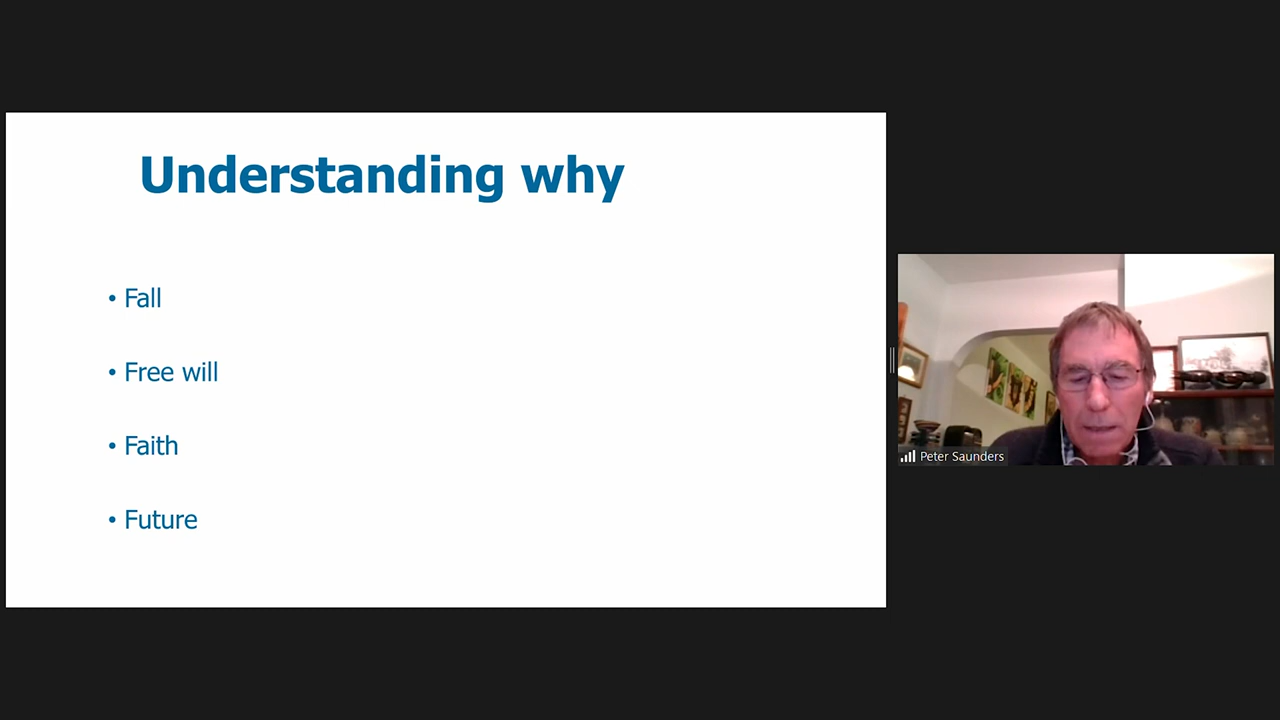 Understanding why
• Fall
• Free will
• Faith
• Future
Peter Saunders